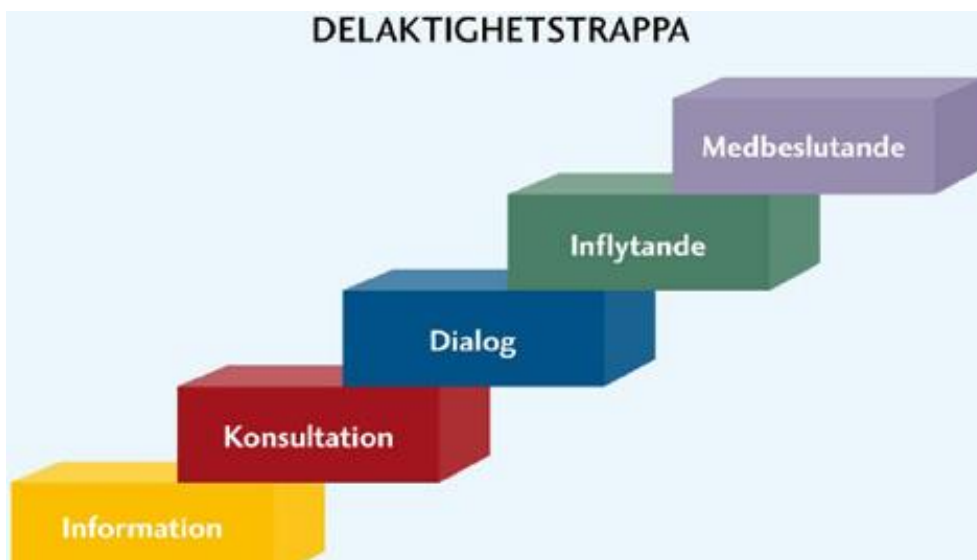 DELAKTIGHETSTRAPPA
Medbeslutande
Inflytande
Dialog
Konsultation
Information